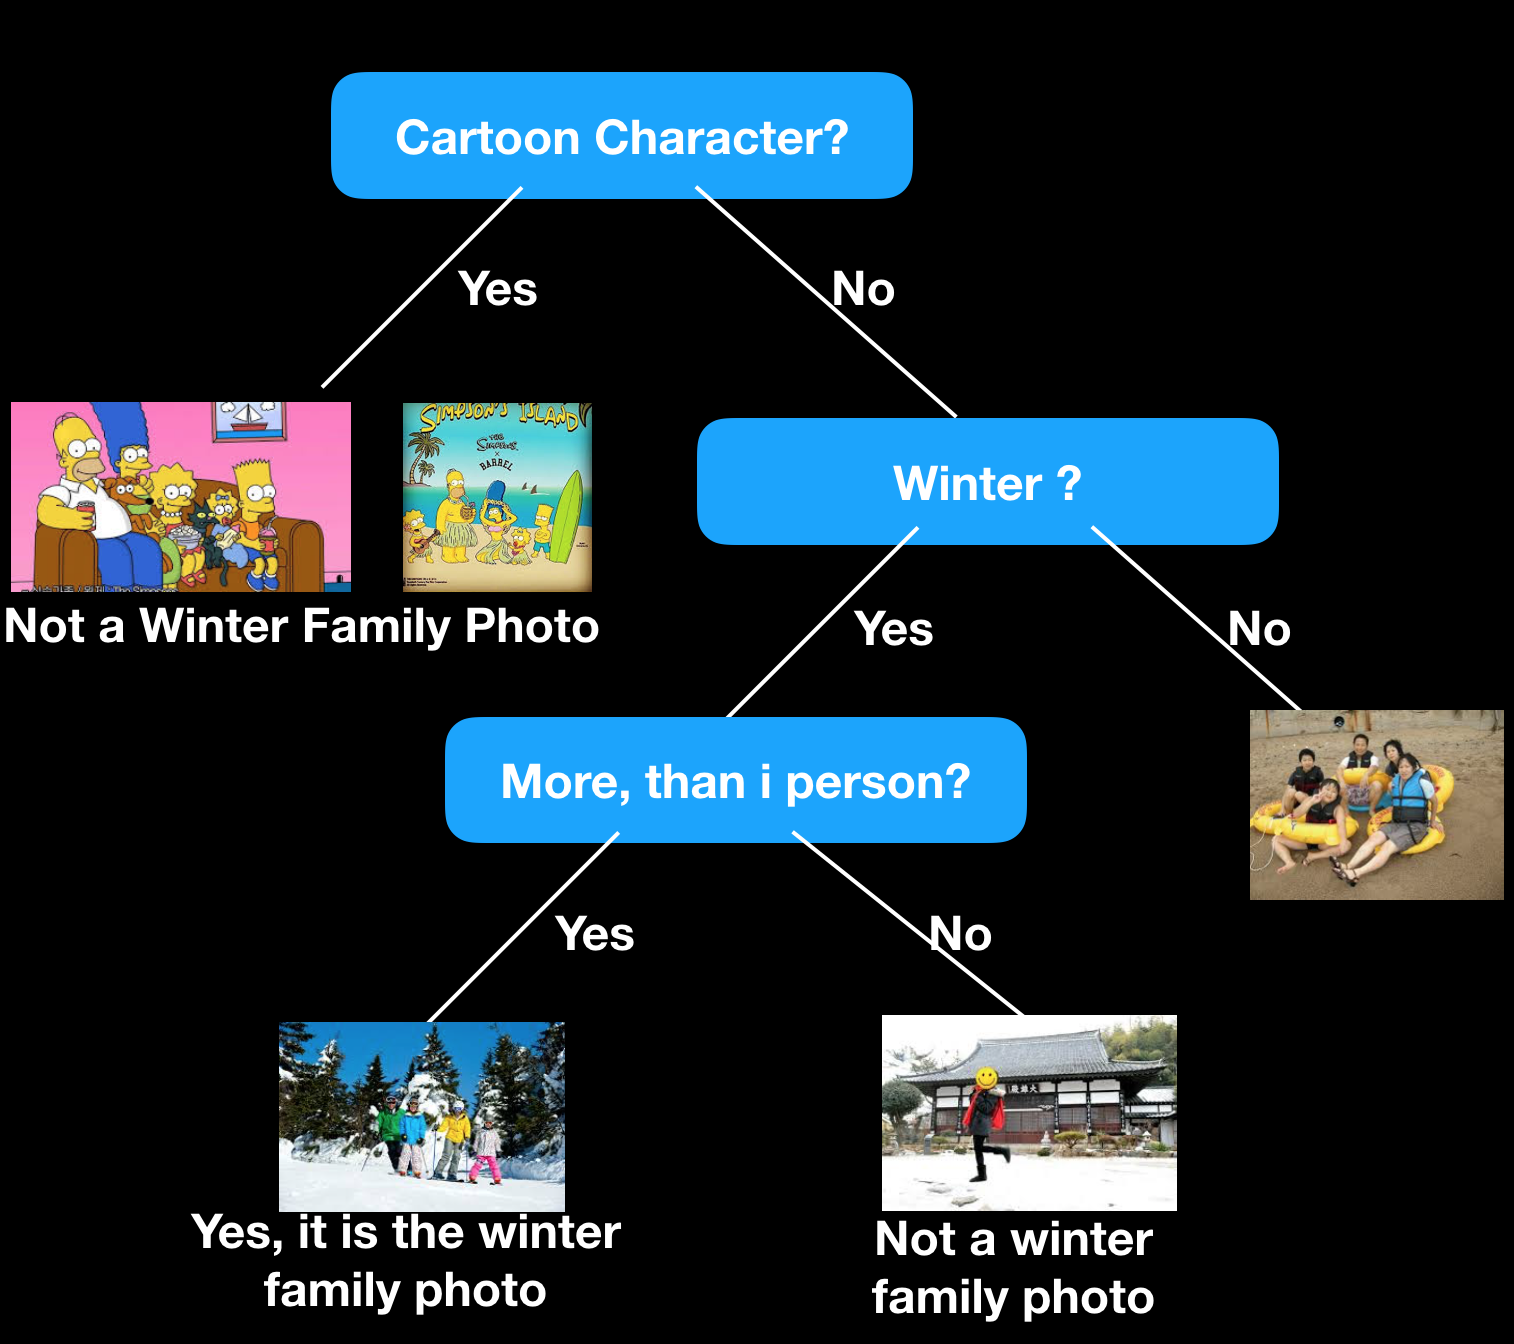 Cartoon Character?
Yes
No
SIMPSON'S ISLAND
THE
SIMPSONS
X
BARREL
Not a Winter Family Photo
Winter ?
Yes
No
More, than i person?
Yes
No
Yes, it is the winter
family photo
Not a winter
family photo